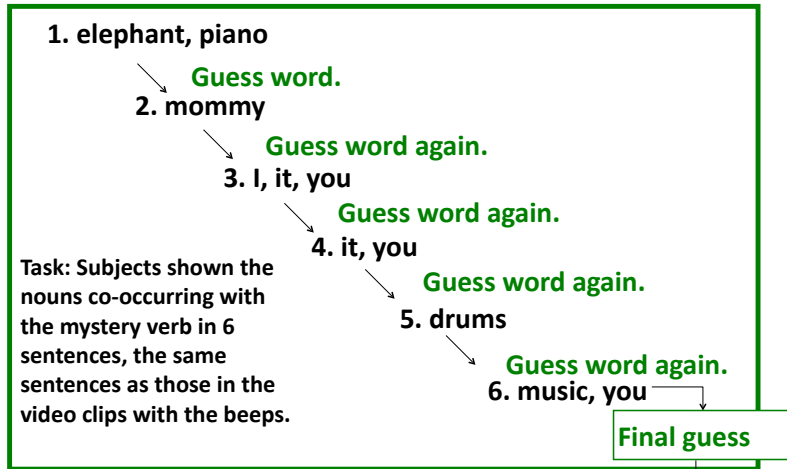 1. elephant, piano
Guess word.
2. mommy
Guess word again.
3. I, it, you
Guess word again.
4. it, you
Task: Subjects shown the
nouns co-occurring with
the mystery verb in 6
sentences, the same
sentences as those in the
video clips with the beeps.
Guess word again.
5. drums
Guess word again.
6. music, you
Final guess